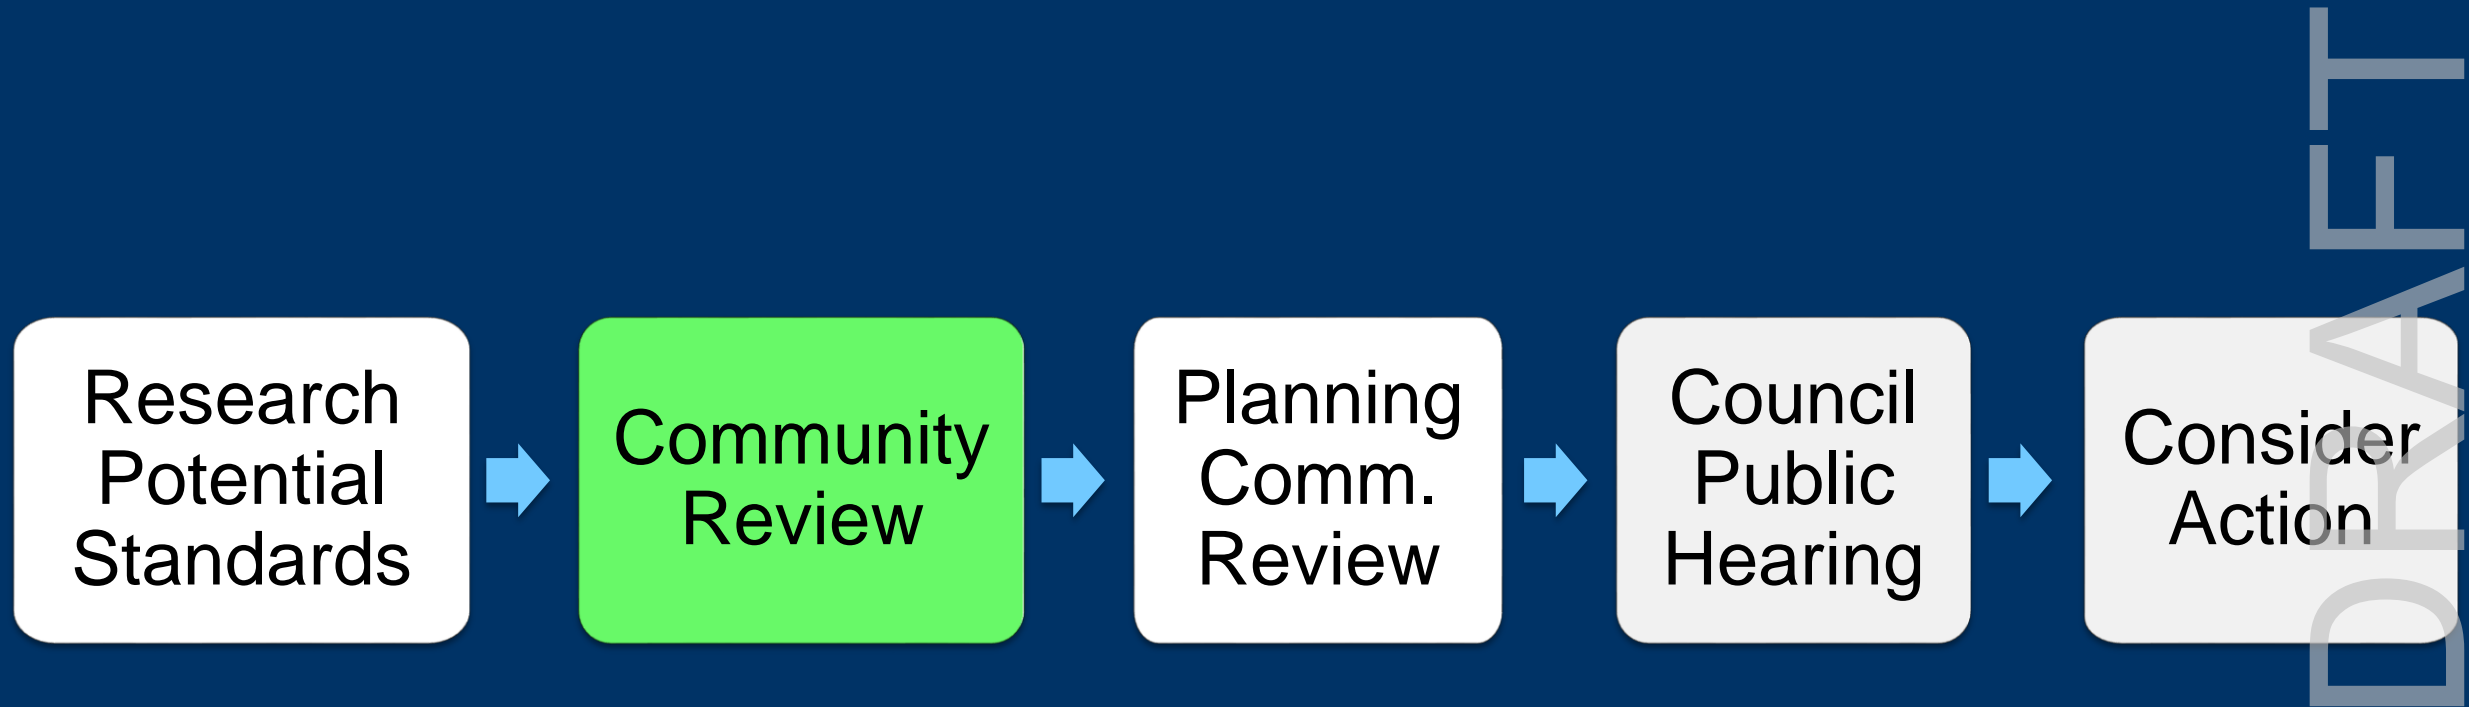 Research
Potential
Standards
Community
Review
Planning
Comm.
Review
Council
Public
Hearing
Consider
Action
DRAFT